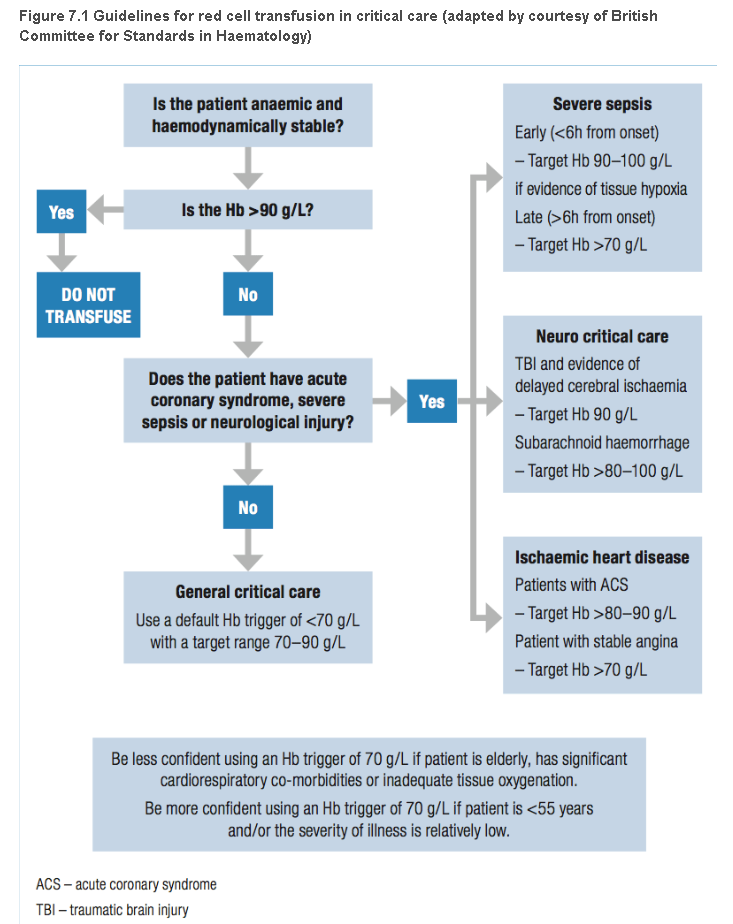 Figure 7.1 Guidelines for red cell transfusion in critical care (adapted by courtesy of British
Committee for Standards in Haematology)
Is the patient anaemic and
haemodynamically stable?
Is the Hb >90 g/L?
Yes
DO NOT
TRANSFUSE
No
Does the patient have acute
coronary syndrome, severe
sepsis or neurological injury?
Yes
No
General critical care
Use a default Hb trigger of <70 g/L
with a target range 70–90 g/L
Severe sepsis
Early (<6h from onset)
– Target Hb 90–100 g/L
if evidence of tissue hypoxia
Late (>6h from onset)
– Target Hb >70 g/L
Neuro critical care
TBI and evidence of
delayed cerebral ischaemia
– Target Hb 90 g/L
Subarachnoid haemorrhage
– Target Hb >80–100 g/L
Ischaemic heart disease
Patients with ACS
– Target Hb >80–90 g/L
Patient with stable angina
– Target Hb >70 g/L
Be less confident using an Hb trigger of 70 g/L if patient is elderly, has significant
cardiorespiratory co-morbidities or inadequate tissue oxygenation.
Be more confident using an Hb trigger of 70 g/L if patient is <55 years
and/or the severity of illness is relatively low.
ACS – acute coronary syndrome
TBI – traumatic brain injury